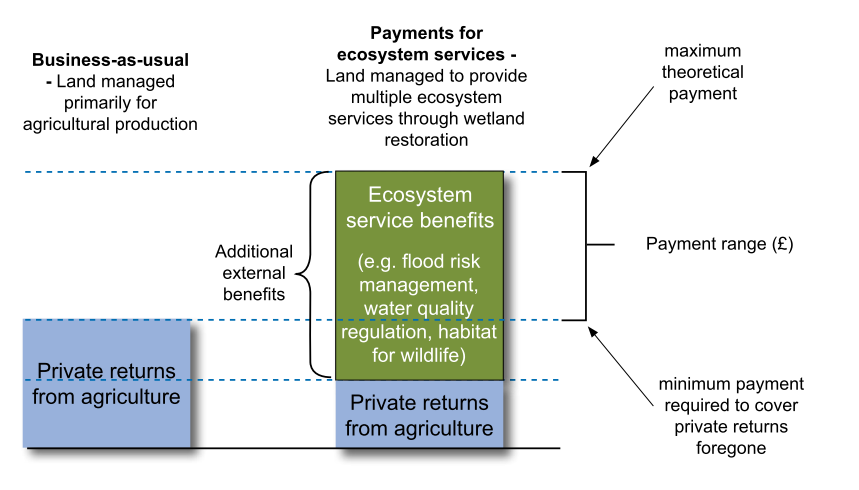 Business-as-usual
- Land managed
primarily for
agricultural production
Payments for
ecosystem services -
Land managed to provide
multiple ecosystem
services through wetland
restoration
maximum
theoretical
payment
Ecosystem
service benefits
(e.g. flood risk
management,
water quality
regulation, habitat
for wildlife)
Additional
external
benefits
Payment range (£)
Private returns
from agriculture
Private returns
from agriculture
minimum payment
required to cover
private returns
foregone